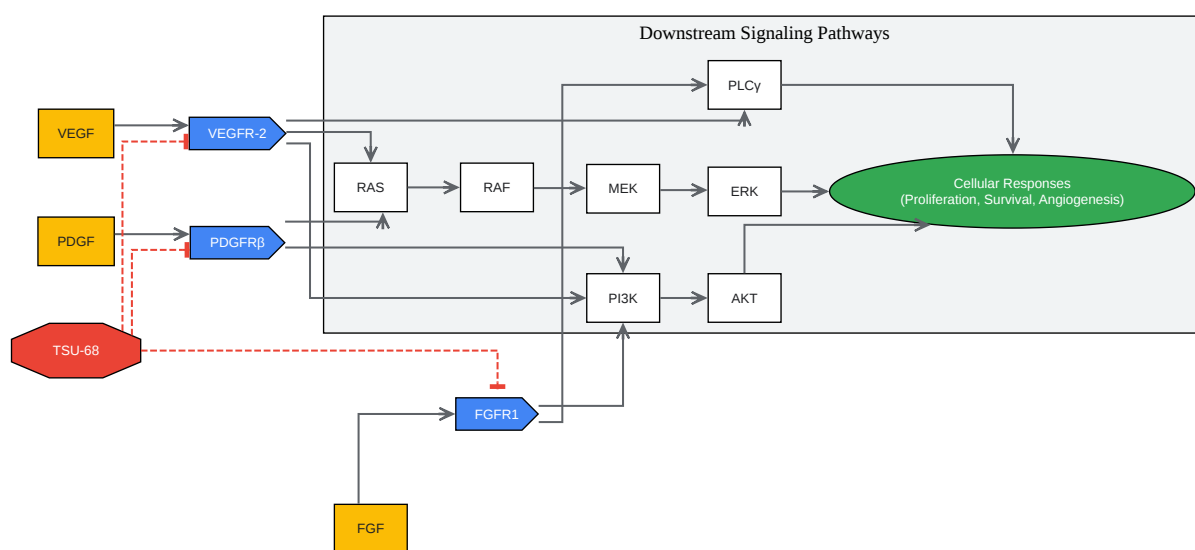 Downstream Signaling Pathways
PLCγ
VEGF
VEGFR-2
RAS
RAF
MEK
ERK
Cellular Responses
(Proliferation, Survival, Angiogenesis)
PDGF
PDGFRβ
PI3K
AKT
TSU-68
FGFR1
FGF